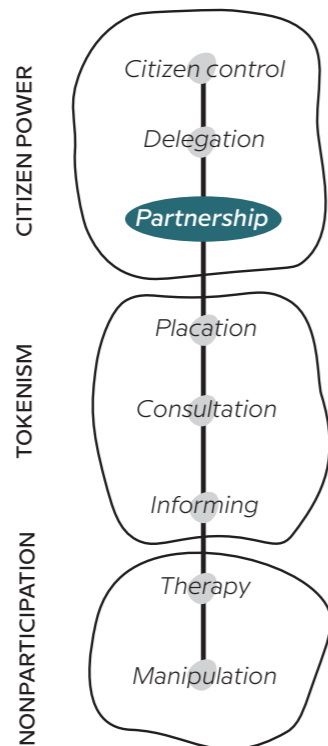 CITIZEN POWER
Citizen control
Delegation
Partnership
TOKENISM
Placation
Consultation
Informing
NONPARTICIPATION
Therapy
Manipulation